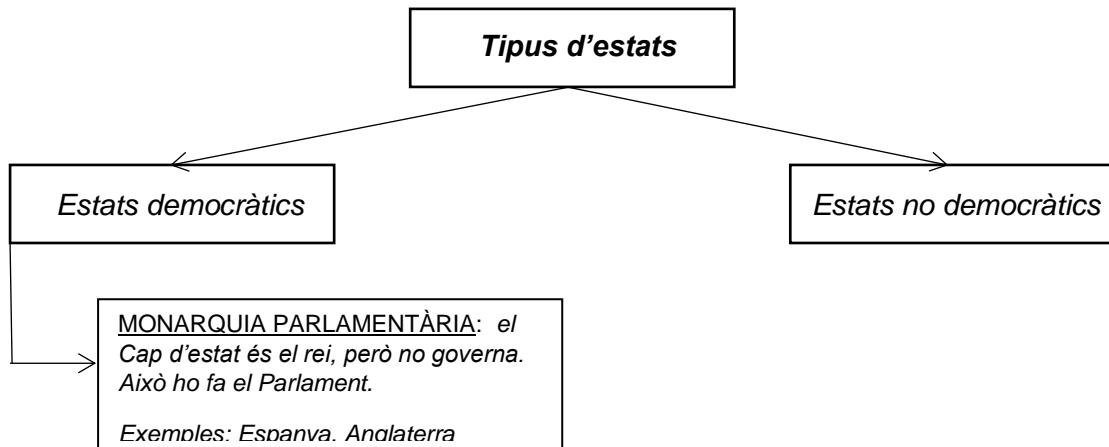 Tipus d’estats
Estats democràtics
Estats no democràtics
MONARQUIA PARLAMENTÀRIA: el
Cap d’estat és el rei, però no governa.
Això ho fa el Parlament.
Exemples: Espanya, Anglaterra